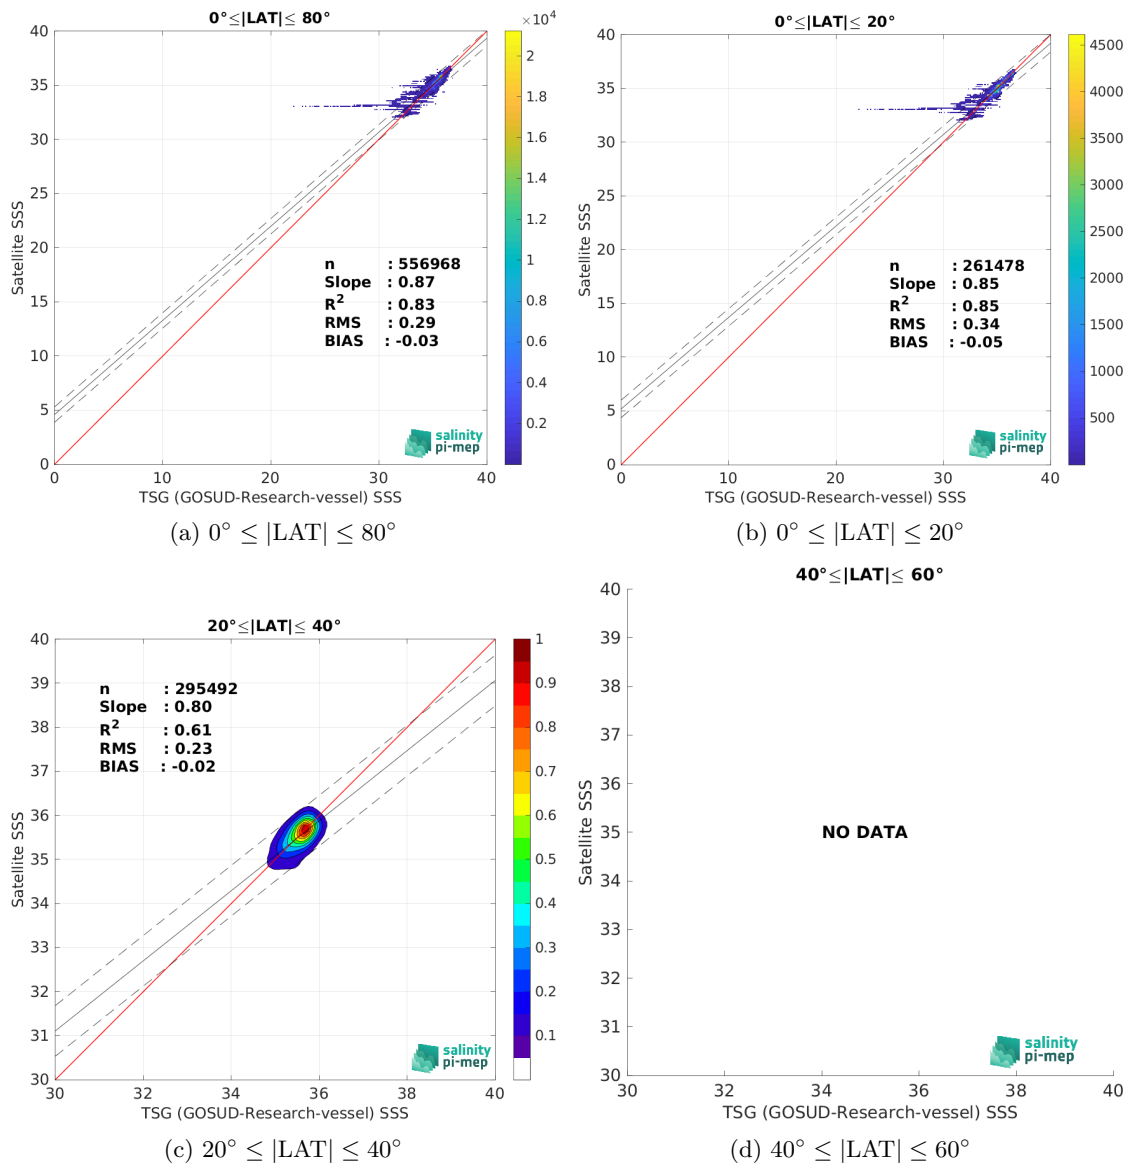 0°≤|LAT|≤ 80°
×10⁴
40
35
30
25
20
15
10
5
0
Satellite SSS
n : 556968
Slope : 0.87
R² : 0.83
RMS : 0.29
BIAS : -0.03
salinity
pi-mep
0 10 20 30 40
TSG (GOSUD-Research-vessel) SSS
2
1.8
1.6
1.4
1.2
1
0.8
0.6
0.4
0.2
(a) 0° ≤ |LAT| ≤ 80°
0°≤|LAT|≤ 20°
40
35
30
25
20
15
10
5
0
Satellite SSS
n : 261478
Slope : 0.85
R² : 0.85
RMS : 0.34
BIAS : -0.05
salinity
pi-mep
0 10 20 30 40
TSG (GOSUD-Research-vessel) SSS
4500
4000
3500
3000
2500
2000
1500
1000
500
(b) 0° ≤ |LAT| ≤ 20°
20°≤|LAT|≤ 40°
40
39
38
37
36
35
34
33
32
31
30
Satellite SSS
n : 295492
Slope : 0.80
R² : 0.61
RMS : 0.23
BIAS : -0.02
salinity
pi-mep
30 32 34 36 38 40
TSG (GOSUD-Research-vessel) SSS
1
0.9
0.8
0.7
0.6
0.5
0.4
0.3
0.2
0.1
(c) 20° ≤ |LAT| ≤ 40°
40°≤|LAT|≤ 60°
40
39
38
37
36
35
34
33
32
31
30
Satellite SSS
NO DATA
salinity
pi-mep
30 32 34 36 38 40
TSG (GOSUD-Research-vessel) SSS
(d) 40° ≤ |LAT| ≤ 60°